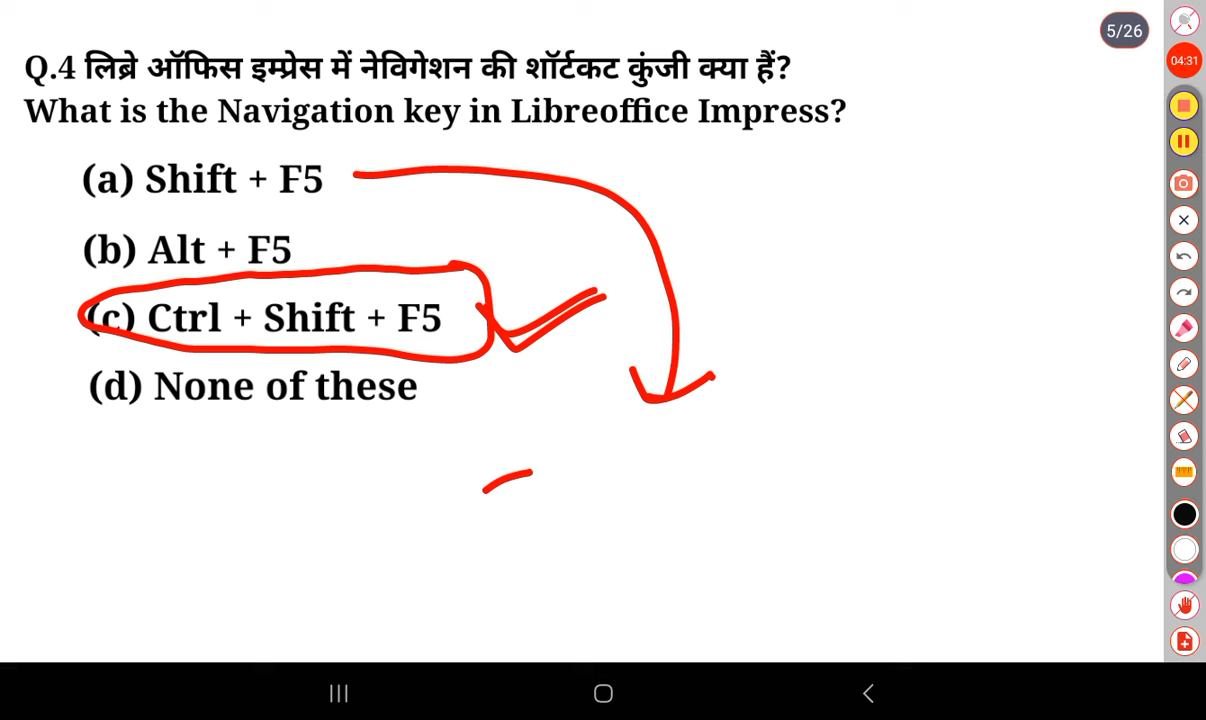 5/26
04:31
Q.4 लिब्रे ऑफिस इम्प्रेस में नेविगेशन की शॉर्टकट कुंजी क्या हैं?
What is the Navigation key in Libreoffice Impress?
(a) Shift + F5
(b) Alt + F5
(c) Ctrl + Shift + F5
(d) None of these